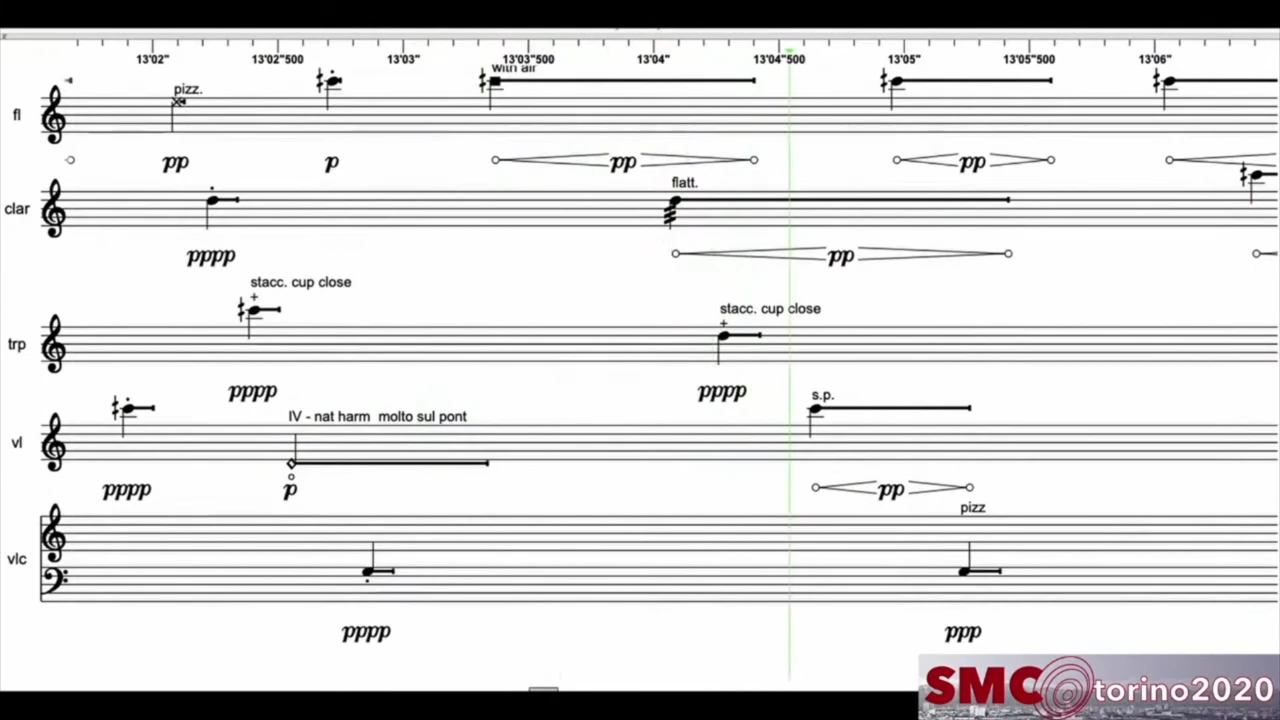 13'02" 13'02"500 13'03" 13'03"500 13'04" 13'04"500 13'05" 13'05"500 13'06"
with air
pizz.
fl
pp p pp pp
flatt.
clar
pppp pp
stacc. cup close
+
stacc. cup close
+
trp
pppp pppp
s.p.
IV - nat harm molto sul pont
vl
pppp p pp
pizz
vlc
pppp ppp
SMC@torino2020